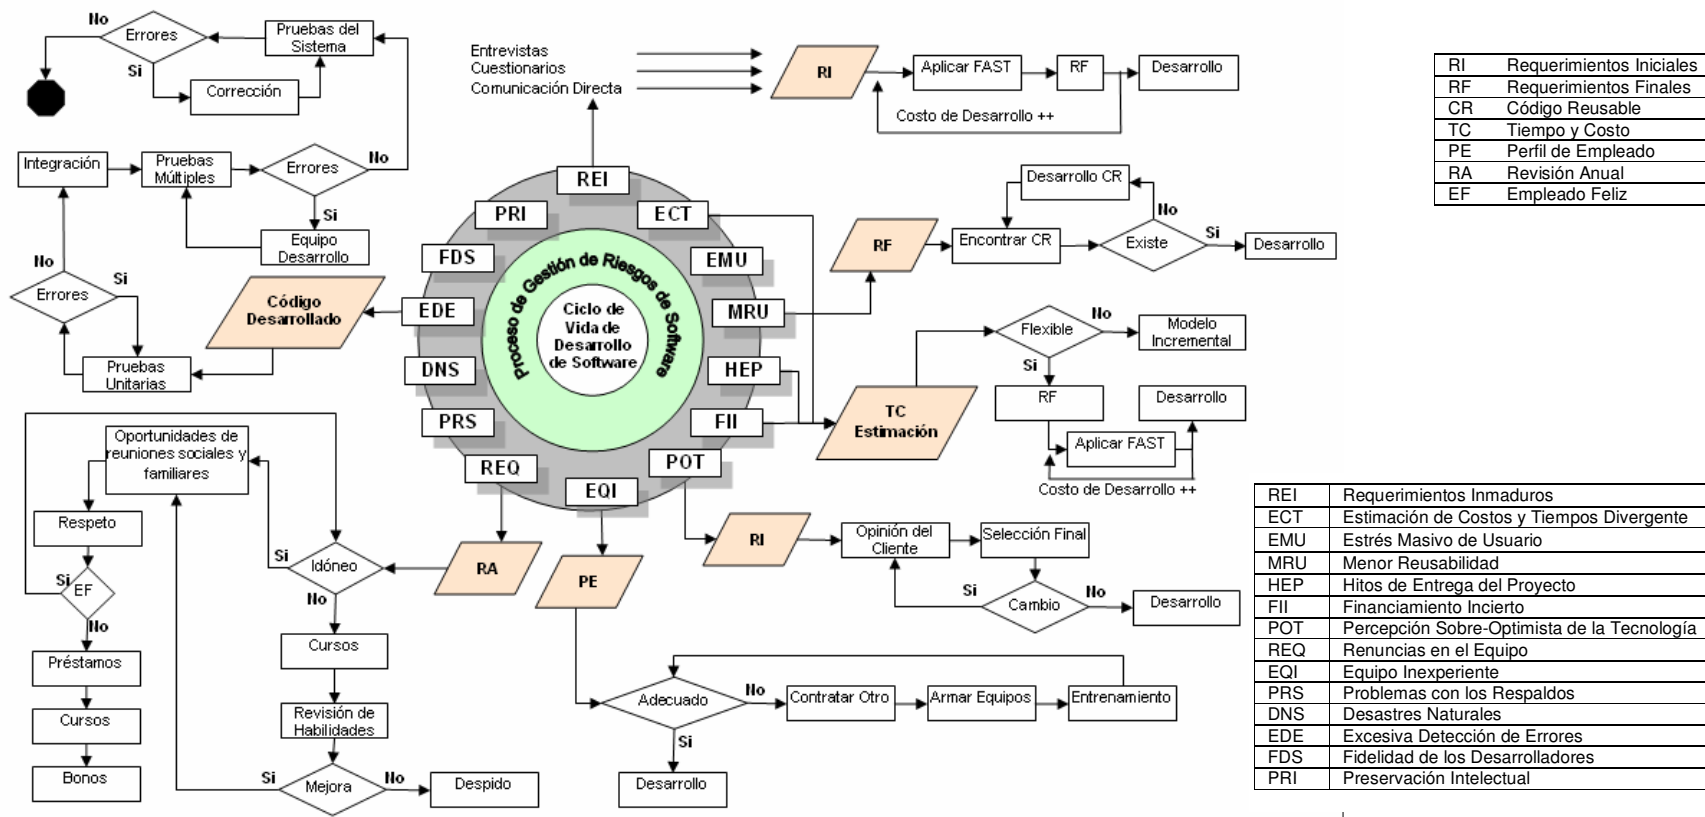 No
Errores
Si
Pruebas del
Sistema
Corrección
Integración
Pruebas
Múltiples
Errores
No
Si
Equipo
Desarrollo
No
Si
Errores
Pruebas
Unitarias
Código
Desarrollado
Entrevistas
Cuestionarios
Comunicación Directa
RI
Aplicar FAST
RF
Desarrollo
Costo de Desarrollo ++
RI Requerimientos Iniciales
RF Requerimientos Finales
CR Código Reusable
TC Tiempo y Costo
PE Perfil de Empleado
RA Revisión Anual
EF Empleado Feliz
REI
ECT
EMU
MRU
HEP
FII
POT
EQI
REQ
PRS
DNS
EDE
FDS
PRI
Proceso de Gestión de Riesgos de Software
Ciclo de
Vida de
Desarrollo
de Software
RF
Desarrollo CR
Encontrar CR
No
Existe
Si
Desarrollo
TC
Estimación
Flexible
No
Modelo
Incremental
Si
RF
Desarrollo
Aplicar FAST
Costo de Desarrollo ++
RI
Opinión del
Cliente
Selección Final
Si
Cambio
No
Desarrollo
Oportunidades de
reuniones sociales y
familiares
Respeto
Si
EF
No
Préstamos
Cursos
Bonos
Si
Idóneo
No
RA
Cursos
Revisión de
Habilidades
Si
Mejora
No
Despido
PE
Adecuado
No
Contratar Otro
Armar Equipos
Entrenamiento
Si
Desarrollo
REI Requerimientos Inmaduros
ECT Estimación de Costos y Tiempos Divergente
EMU Estrés Masivo de Usuario
MRU Menor Reusabilidad
HEP Hitos de Entrega del Proyecto
FII Financiamiento Incierto
POT Percepción Sobre-Optimista de la Tecnología
REQ Renuncias en el Equipo
EQI Equipo Inexperiente
PRS Problemas con los Respaldos
DNS Desastres Naturales
EDE Excesiva Detección de Errores
FDS Fidelidad de los Desarrolladores
PRI Preservación Intelectual